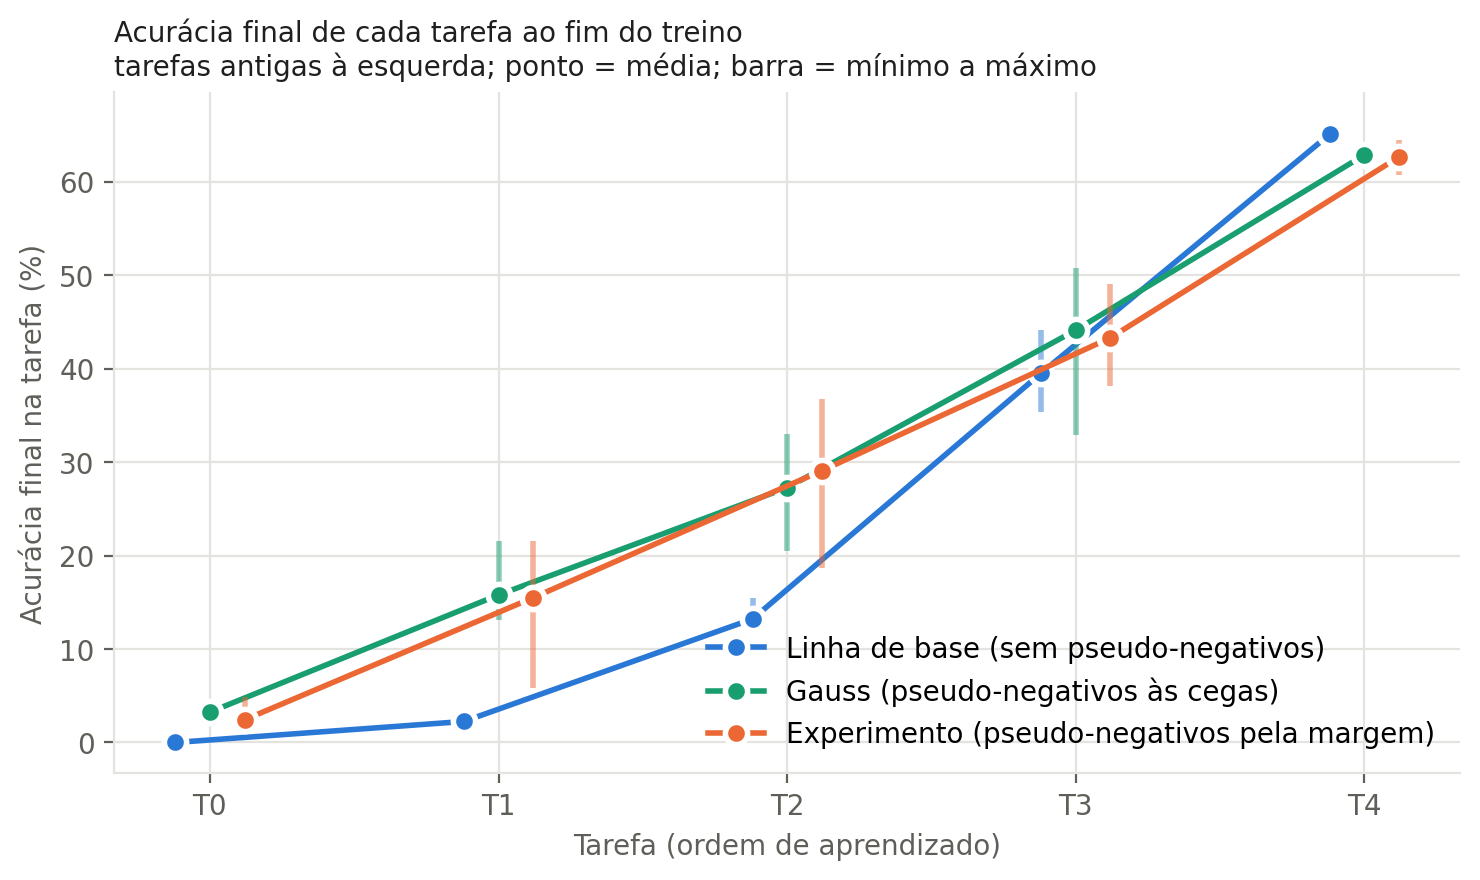 Acurácia final de cada tarefa ao fim do treino
tarefas antigas à esquerda; ponto = média; barra = mínimo a máximo
Acurácia final na tarefa (%)
60
50
40
30
20
10
0
Linha de base (sem pseudo-negativos)
Gauss (pseudo-negativos às cegas)
Experimento (pseudo-negativos pela margem)
T0
T1
T2
T3
T4
Tarefa (ordem de aprendizado)